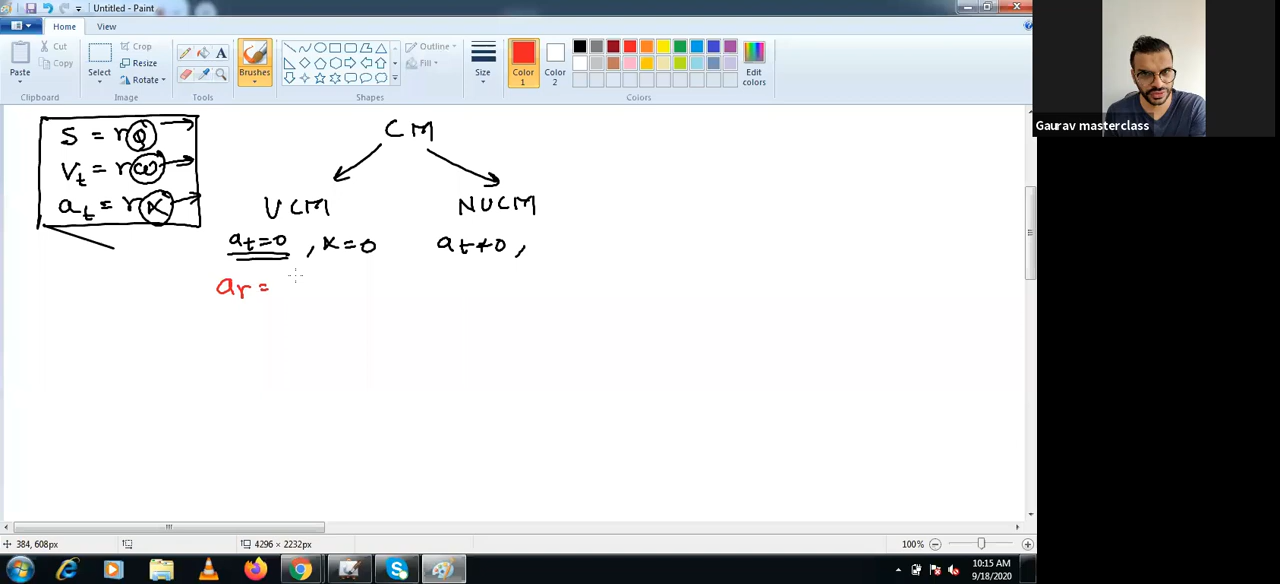 Untitled - Paint
Home View
Paste Cut Copy Clipboard
Select Crop Resize Rotate Image
Tools
Brushes
Shapes Outline Fill
Size
Color 1 Color 2 Edit colors Colors
Gaurav masterclass
S = rθ
Vt = rω
at = rα
CM
UCM NUCM
at=0 , α=0 at≠0 ,
ar =
384, 608px 4296 × 2232px 100%
10:15 AM
9/18/2020